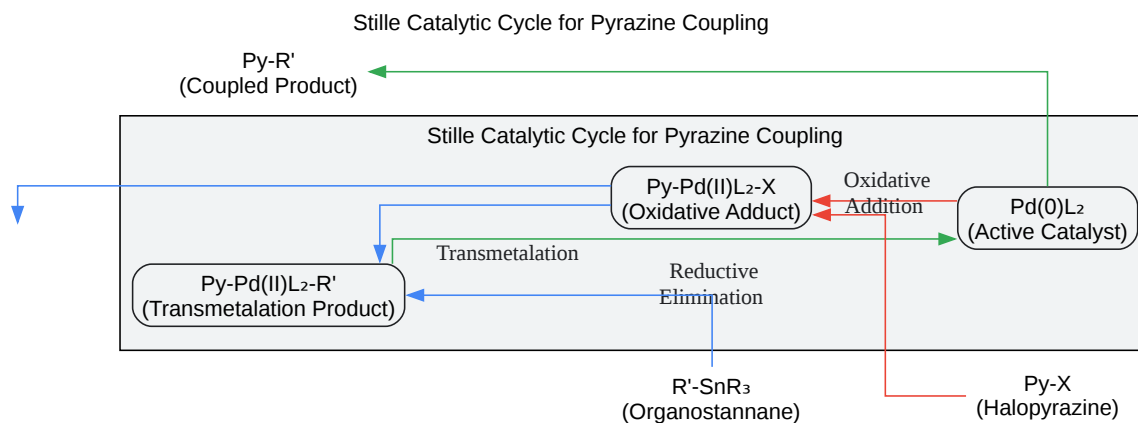 Stille Catalytic Cycle for Pyrazine Coupling
Py-R'
(Coupled Product)
Stille Catalytic Cycle for Pyrazine Coupling
Py-Pd(II)L₂-X
(Oxidative Adduct)
Oxidative
Addition
Pd(0)L₂
(Active Catalyst)
Transmetalation
Py-Pd(II)L₂-R'
(Transmetalation Product)
Reductive
Elimination
R'-SnR₃
(Organostannane)
Py-X
(Halopyrazine)